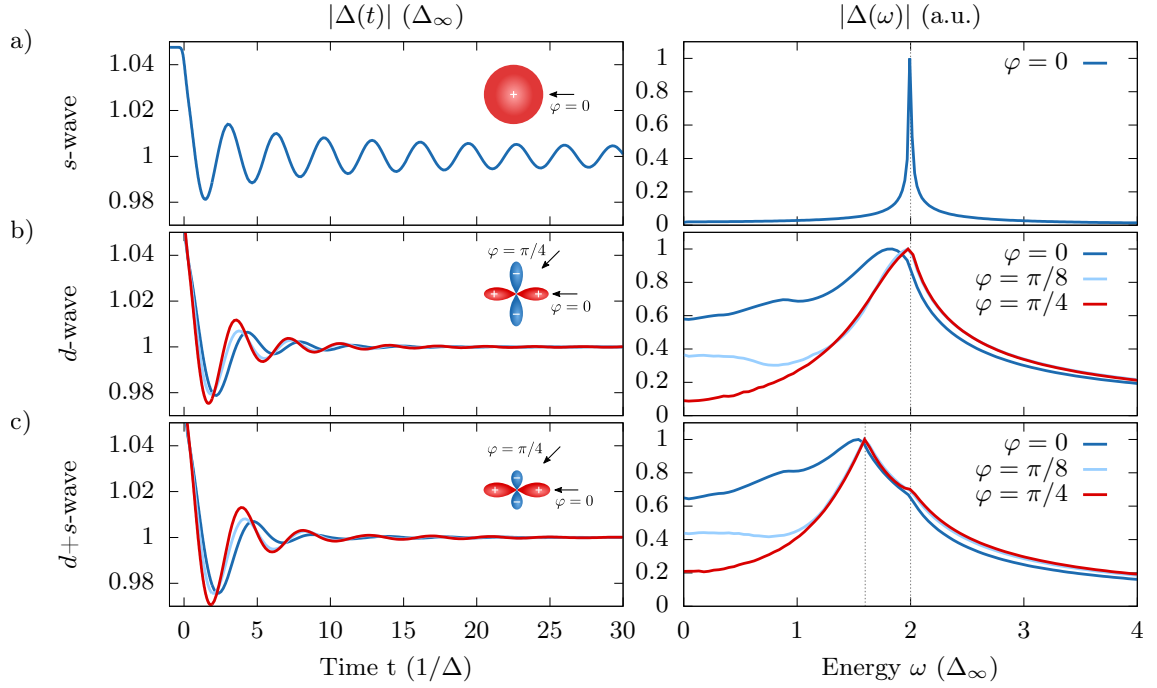 |Δ(t)| (Δ∞)
|Δ(ω)| (a.u.)
a)
s-wave
1.04
1.02
1
0.98
+
φ = 0
1
0.8
0.6
0.4
0.2
0
φ = 0
b)
d-wave
1.04
1.02
1
0.98
φ = π/4
φ = 0
+ +
− −
1
0.8
0.6
0.4
0.2
0
φ = 0
φ = π/8
φ = π/4
c)
d+s-wave
1.04
1.02
1
0.98
φ = π/4
φ = 0
+ +
− −
1
0.8
0.6
0.4
0.2
0
φ = 0
φ = π/8
φ = π/4
0 5 10 15 20 25 30
0 1 2 3 4
Time t (1/Δ)
Energy ω (Δ∞)